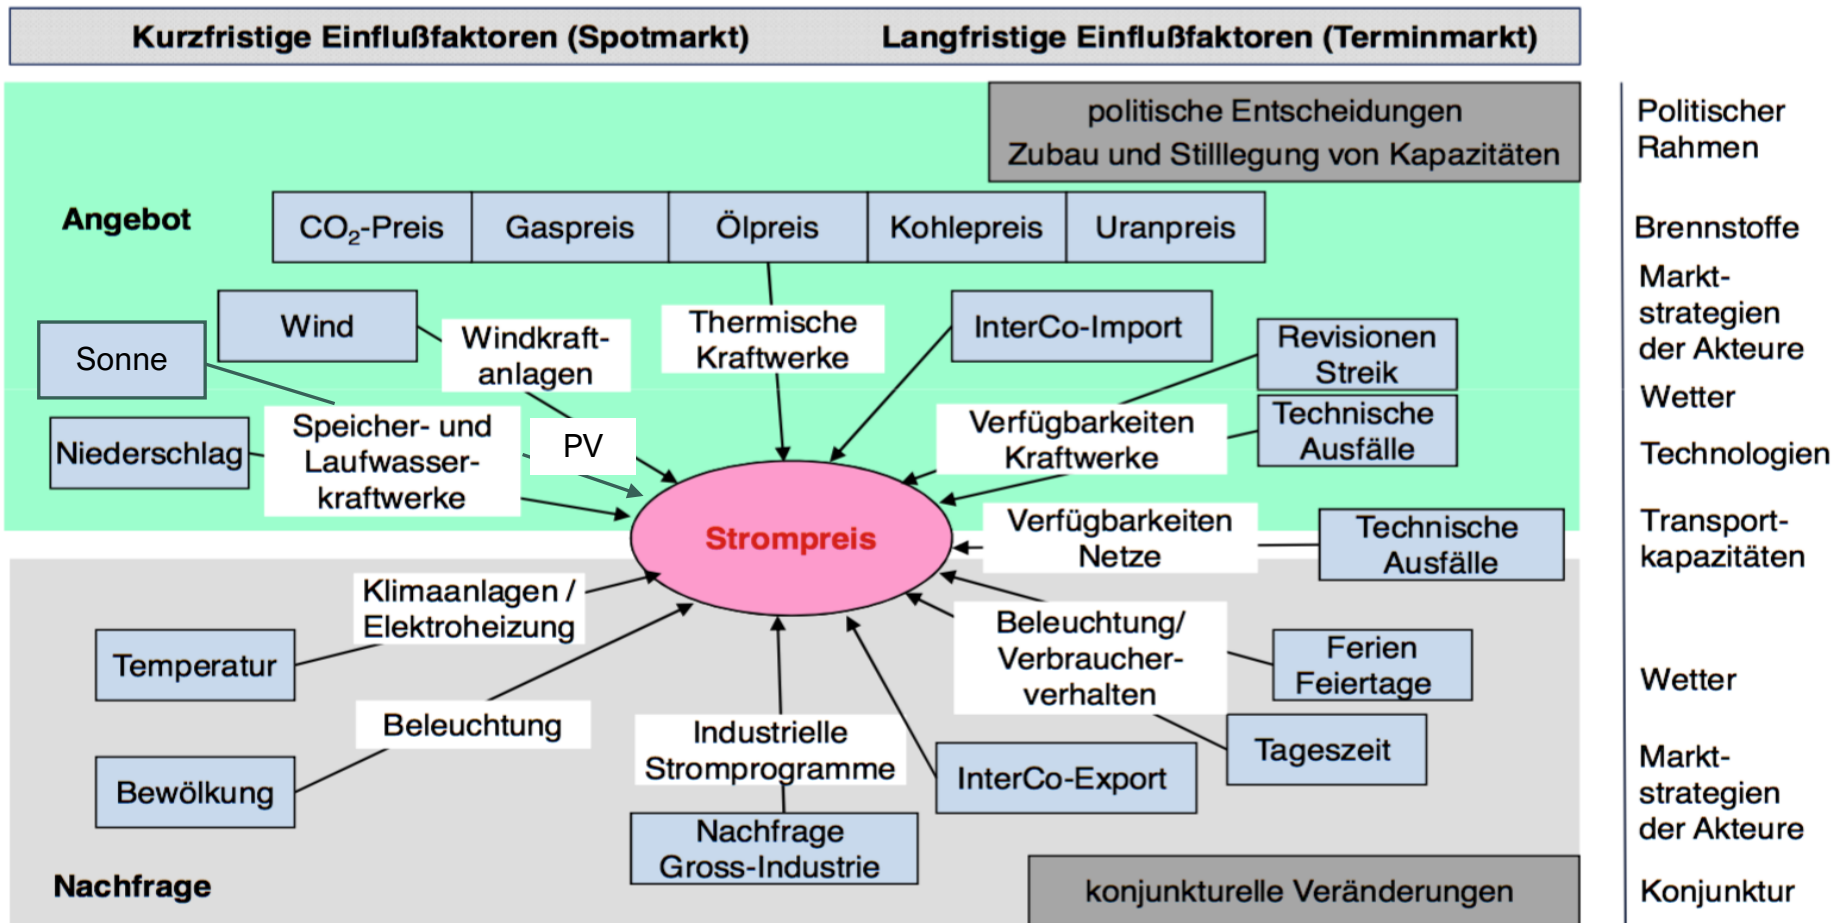 Kurzfristige Einflußfaktoren (Spotmarkt)
Langfristige Einflußfaktoren (Terminmarkt)
politische Entscheidungen
Zubau und Stilllegung von Kapazitäten
Politischer
Rahmen
Angebot
CO₂-Preis
Gaspreis
Ölpreis
Kohlepreis
Uranpreis
Brennstoffe
Sonne
Wind
Windkraft-
anlagen
Thermische
Kraftwerke
InterCo-Import
Revisionen
Streik
Markt-
strategien
der Akteure
Wetter
Niederschlag
Speicher- und
Laufwasser-
kraftwerke
PV
Verfügbarkeiten
Kraftwerke
Technische
Ausfälle
Technologien
Strompreis
Verfügbarkeiten
Netze
Technische
Ausfälle
Transport-
kapazitäten
Klimaanlagen /
Elektroheizung
Temperatur
Beleuchtung/
Verbraucher-
verhalten
Ferien
Feiertage
Wetter
Beleuchtung
Bewölkung
Industrielle
Stromprogramme
InterCo-Export
Tageszeit
Markt-
strategien
der Akteure
Nachfrage
Gross-Industrie
Nachfrage
konjunkturelle Veränderungen
Konjunktur